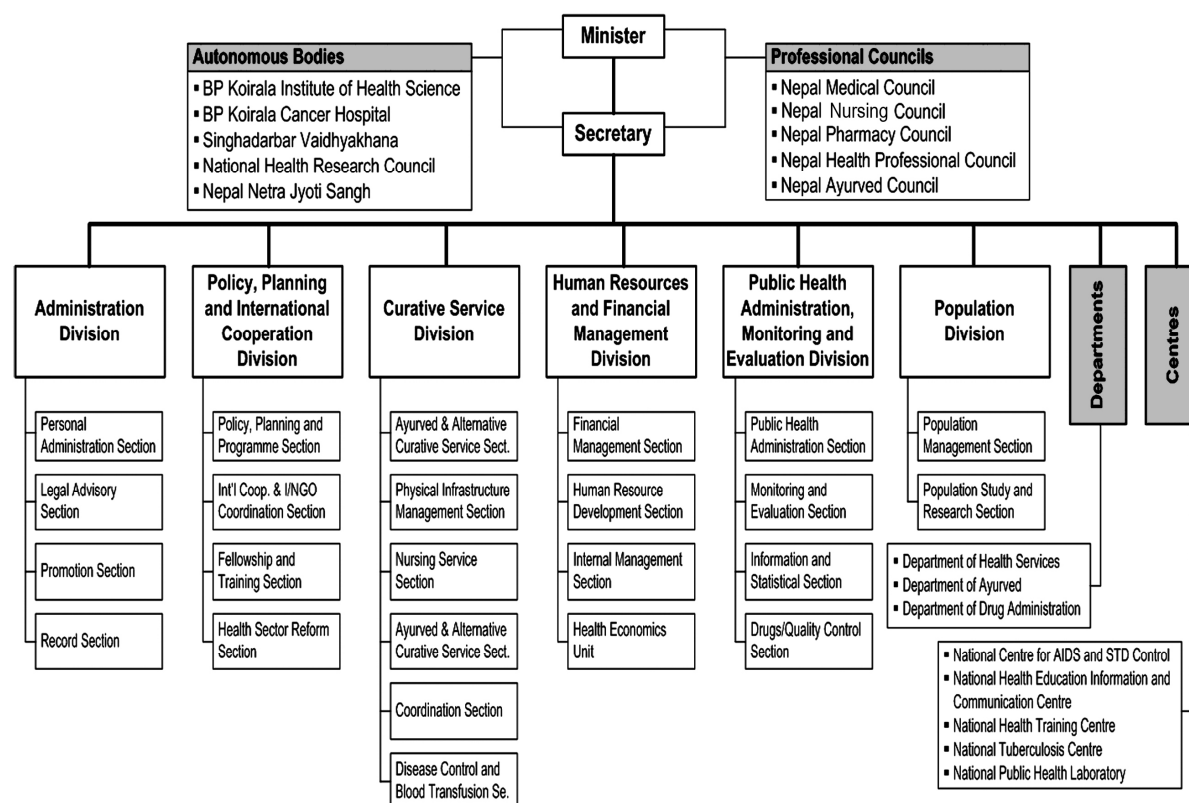 Minister
Secretary
Autonomous Bodies
▪ BP Koirala Institute of Health Science
▪ BP Koirala Cancer Hospital
▪ Singhadarbar Vaidhyakhana
▪ National Health Research Council
▪ Nepal Netra Jyoti Sangh
Professional Councils
▪ Nepal Medical Council
▪ Nepal Nursing Council
▪ Nepal Pharmacy Council
▪ Nepal Health Professional Council
▪ Nepal Ayurved Council
Administration
Division
Personal
Administration Section
Legal Advisory
Section
Promotion Section
Record Section
Policy, Planning
and International
Cooperation
Division
Policy, Planning and
Programme Section
Int'l Coop. & I/NGO
Coordination Section
Fellowship and
Training Section
Health Sector Reform
Section
Curative Service
Division
Ayurved & Alternative
Curative Service Sect.
Physical Infrastructure
Management Section
Nursing Service
Section
Ayurved & Alternative
Curative Service Sect.
Coordination Section
Disease Control and
Blood Transfusion Se.
Human Resources
and Financial
Management
Division
Financial
Management Section
Human Resource
Development Section
Internal Management
Section
Health Economics
Unit
Public Health
Administration,
Monitoring and
Evaluation Division
Public Health
Administration Section
Monitoring and
Evaluation Section
Information and
Statistical Section
Drugs/Quality Control
Section
Population
Division
Population
Management Section
Population Study and
Research Section
Departments
▪ Department of Health Services
▪ Department of Ayurved
▪ Department of Drug Administration
Centres
▪ National Centre for AIDS and STD Control
▪ National Health Education Information and
Communication Centre
▪ National Health Training Centre
▪ National Tuberculosis Centre
▪ National Public Health Laboratory